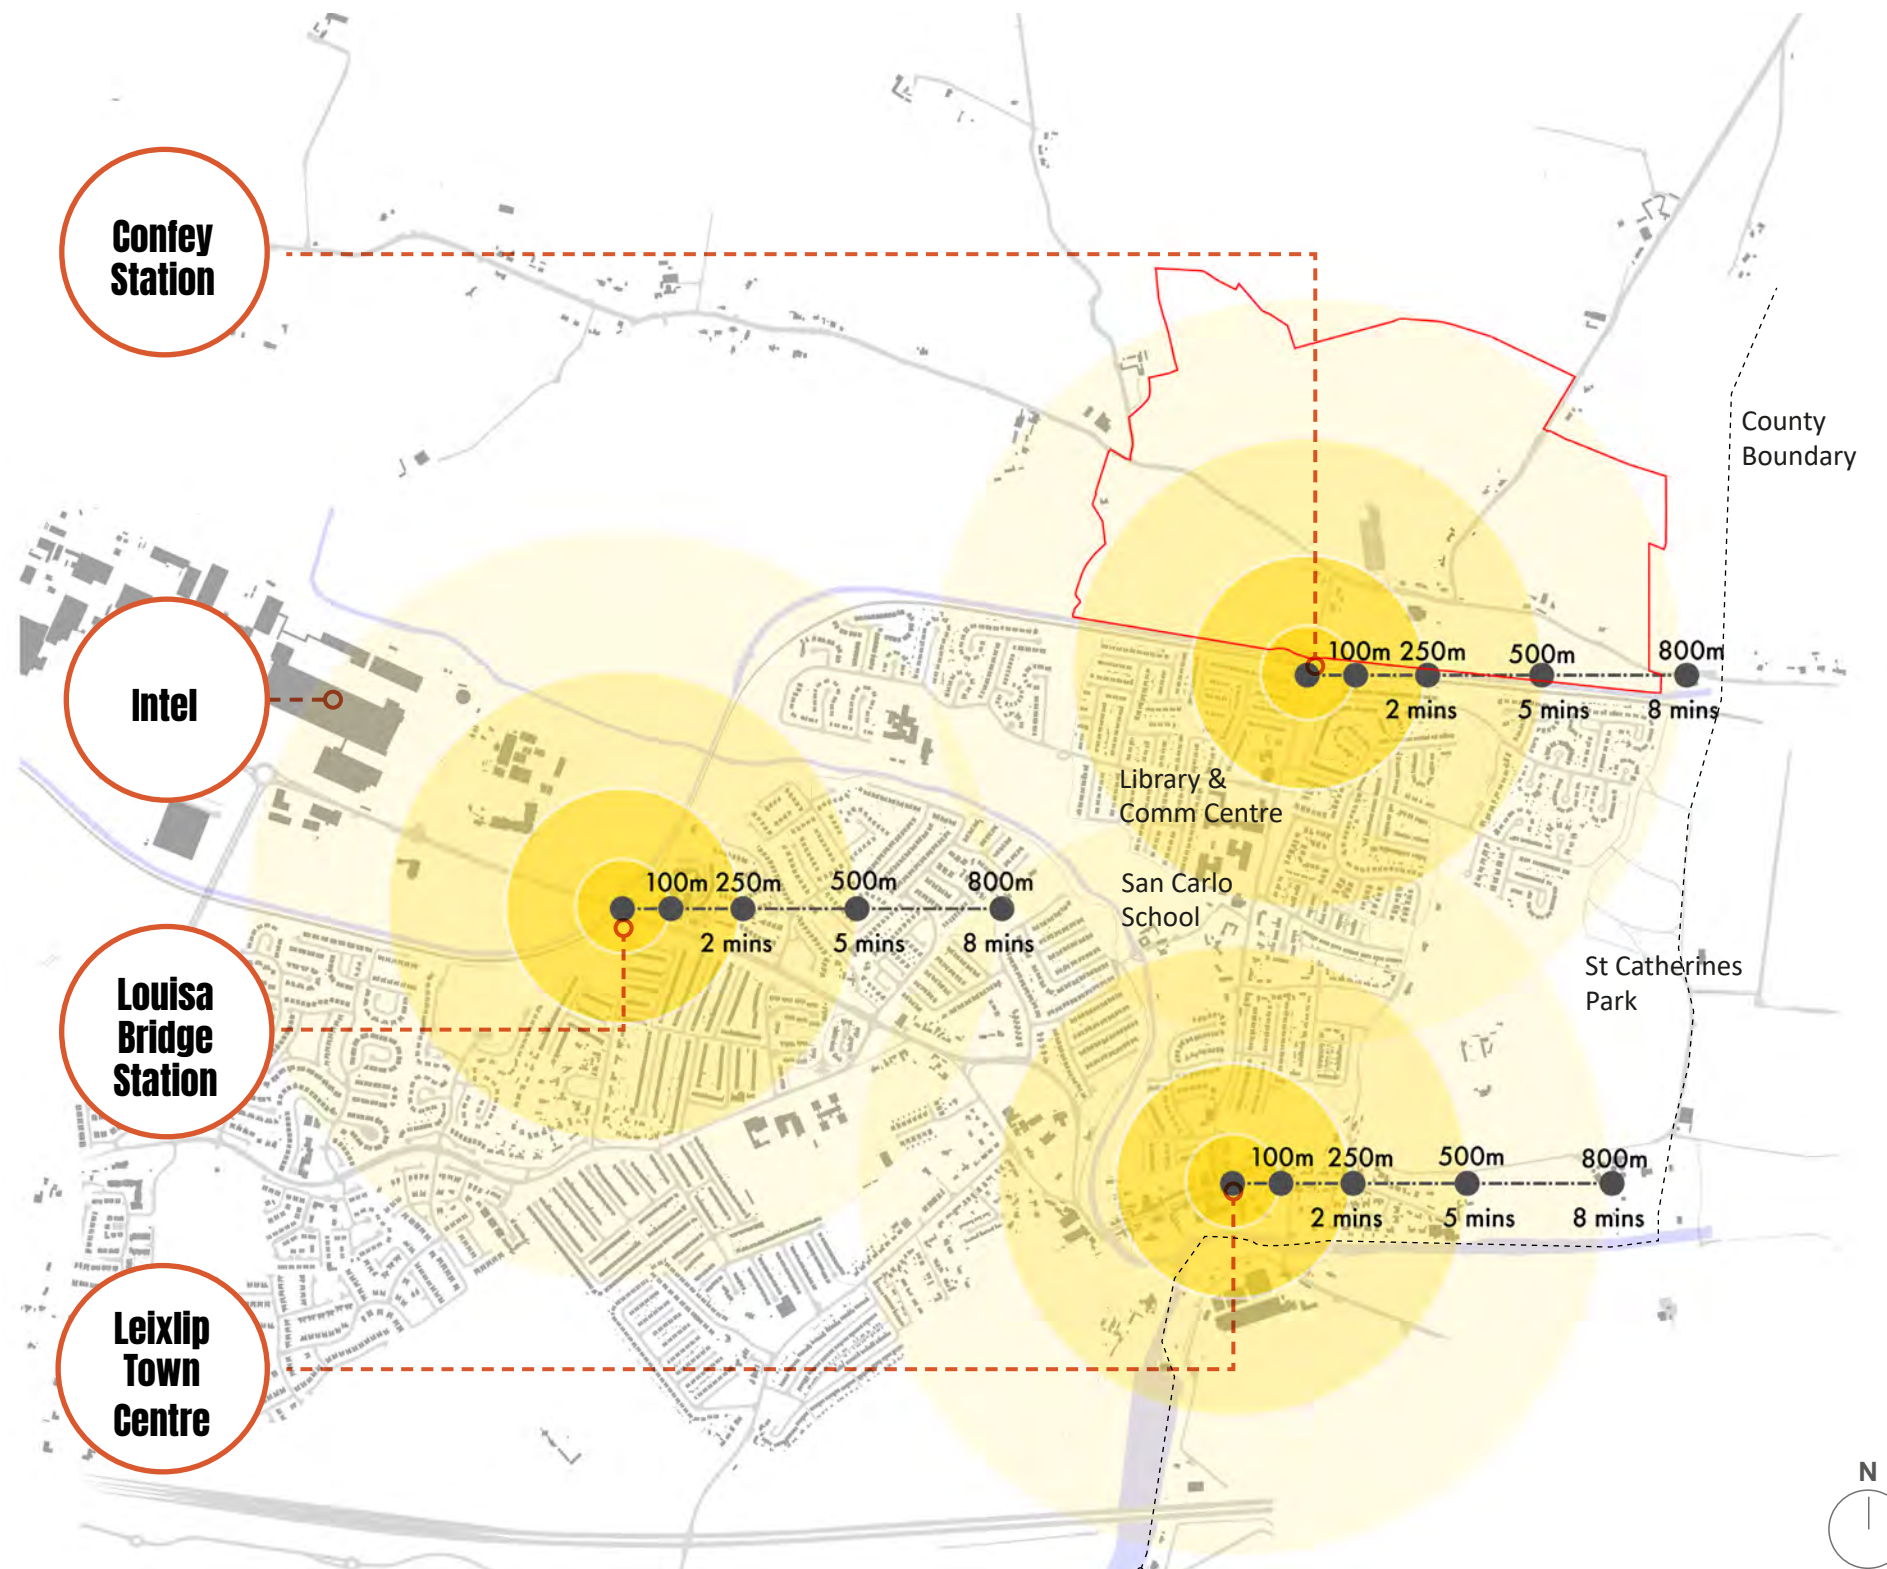 Confey
Station
County
Boundary
100m 250m 500m 800m
2 mins 5 mins 8 mins
Intel
Library &
Comm Centre
100m 250m 500m 800m
2 mins 5 mins 8 mins
San Carlo
School
St Catherines
Park
Louisa
Bridge
Station
100m 250m 500m 800m
2 mins 5 mins 8 mins
Leixlip
Town
Centre
N